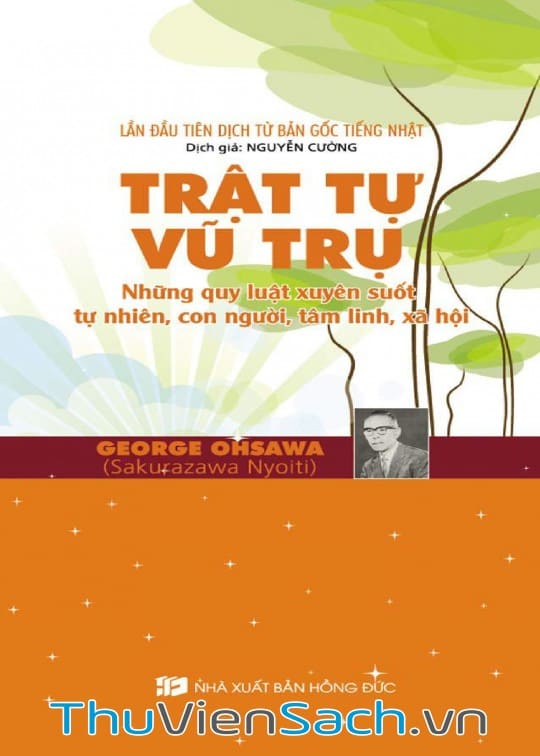 LẦN ĐẦU TIÊN DỊCH TỪ BẢN GỐC TIẾNG NHẬT
Dịch giả: NGUYỄN CƯỜNG
TRẬT TỰ
VŨ TRỤ
Những quy luật xuyên suốt
tự nhiên, con người, tâm linh, xã hội
GEORGE OHSAWA
(Sakurazawa Nyoiti)
NHÀ XUẤT BẢN HỒNG ĐỨC
ThuVienSach.vn